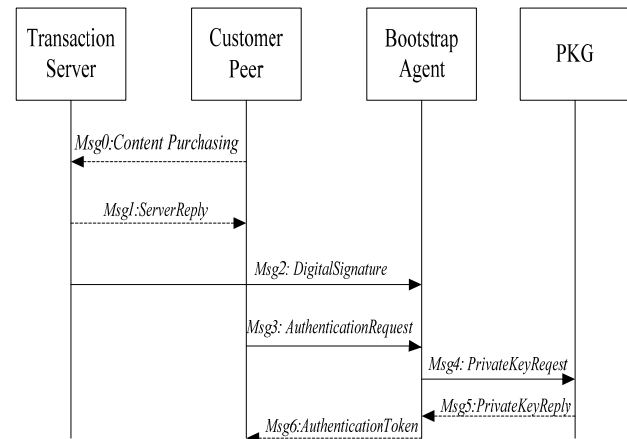 Transaction
Server
Customer
Peer
Bootstrap
Agent
PKG
Msg0:Content Purchasing
Msg1:ServerReply
Msg2: DigitalSignature
Msg3: AuthenticationRequest
Msg4: PrivateKeyReqest
Msg5:PrivateKeyReply
Msg6:AuthenticationToken